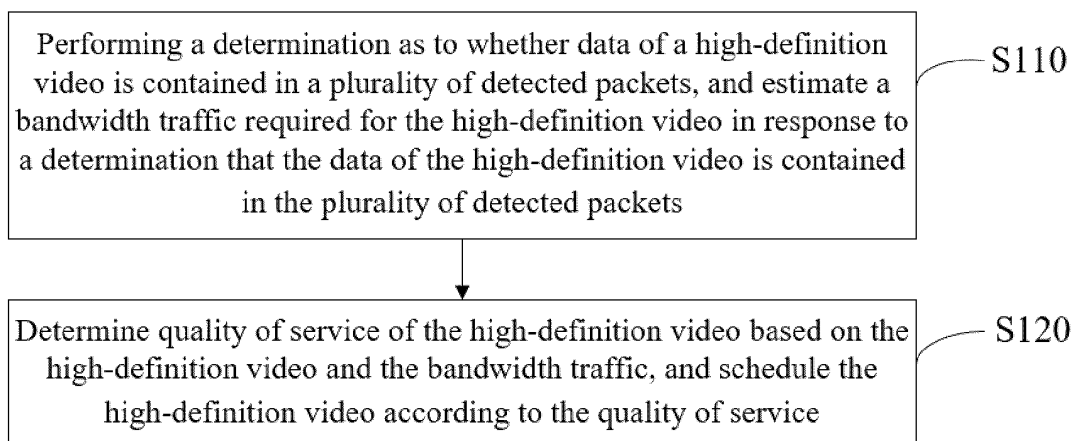 Performing a determination as to whether data of a high-definition
video is contained in a plurality of detected packets, and estimate a
bandwidth traffic required for the high-definition video in response to
a determination that the data of the high-definition video is contained
in the plurality of detected packets
S110
Determine quality of service of the high-definition video based on the
high-definition video and the bandwidth traffic, and schedule the
high-definition video according to the quality of service
S120